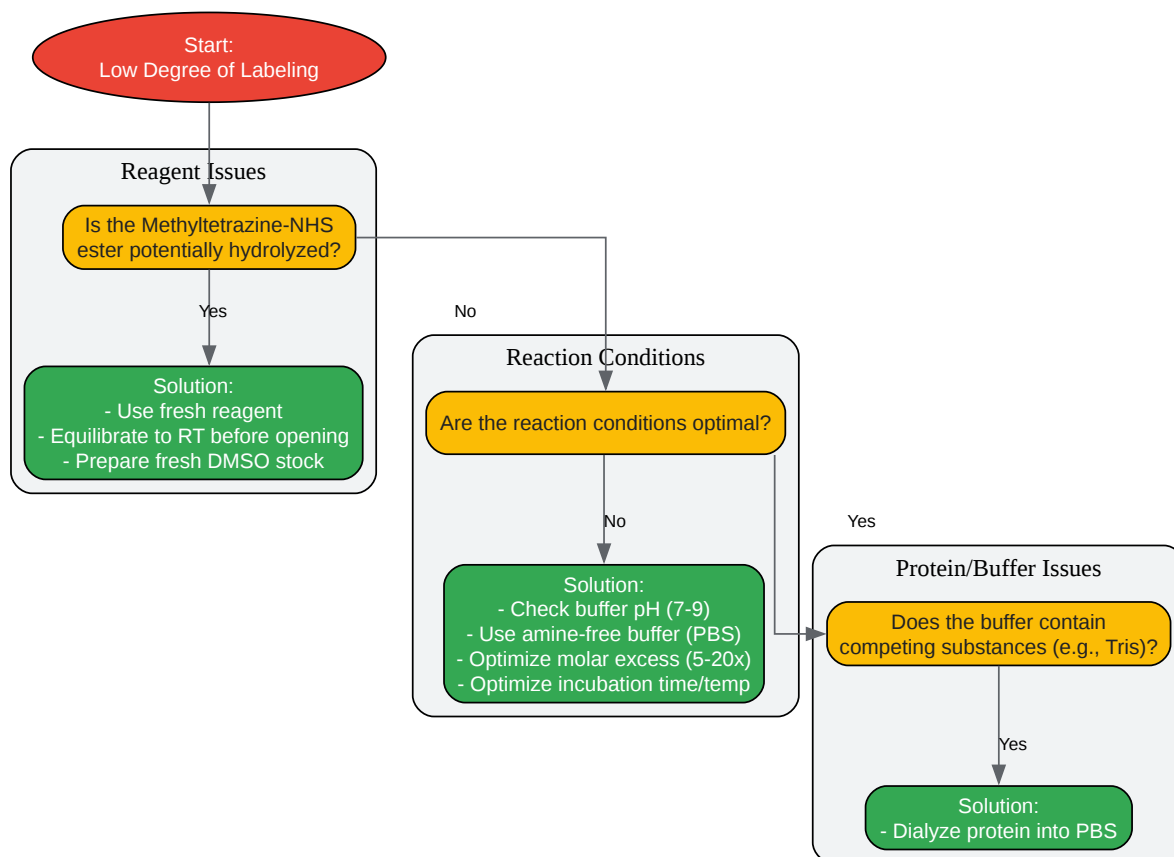 Start:
Low Degree of Labeling
Reagent Issues
Is the Methyltetrazine-NHS
ester potentially hydrolyzed?
Yes
No
Solution:
- Use fresh reagent
- Equilibrate to RT before opening
- Prepare fresh DMSO stock
Reaction Conditions
Are the reaction conditions optimal?
No
Yes
Solution:
- Check buffer pH (7-9)
- Use amine-free buffer (PBS)
- Optimize molar excess (5-20x)
- Optimize incubation time/temp
Protein/Buffer Issues
Does the buffer contain
competing substances (e.g., Tris)?
Yes
Solution:
- Dialyze protein into PBS